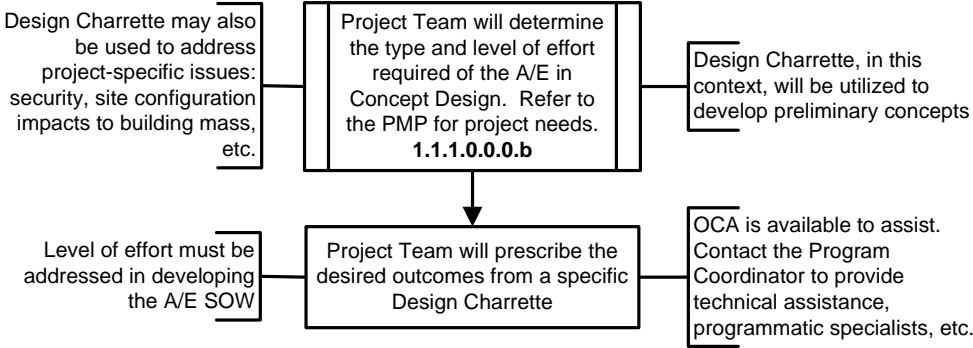 Design Charrette may also
be used to address
project-specific issues:
security, site configuration
impacts to building mass,
etc.
Project Team will determine
the type and level of effort
required of the A/E in
Concept Design.  Refer to
the PMP for project needs.
1.1.1.0.0.0.b
Design Charrette, in this
context, will be utilized to
develop preliminary concepts
Level of effort must be
addressed in developing
the A/E SOW
Project Team will prescribe the
desired outcomes from a specific
Design Charrette
OCA is available to assist.
Contact the Program
Coordinator to provide
technical assistance,
programmatic specialists, etc.